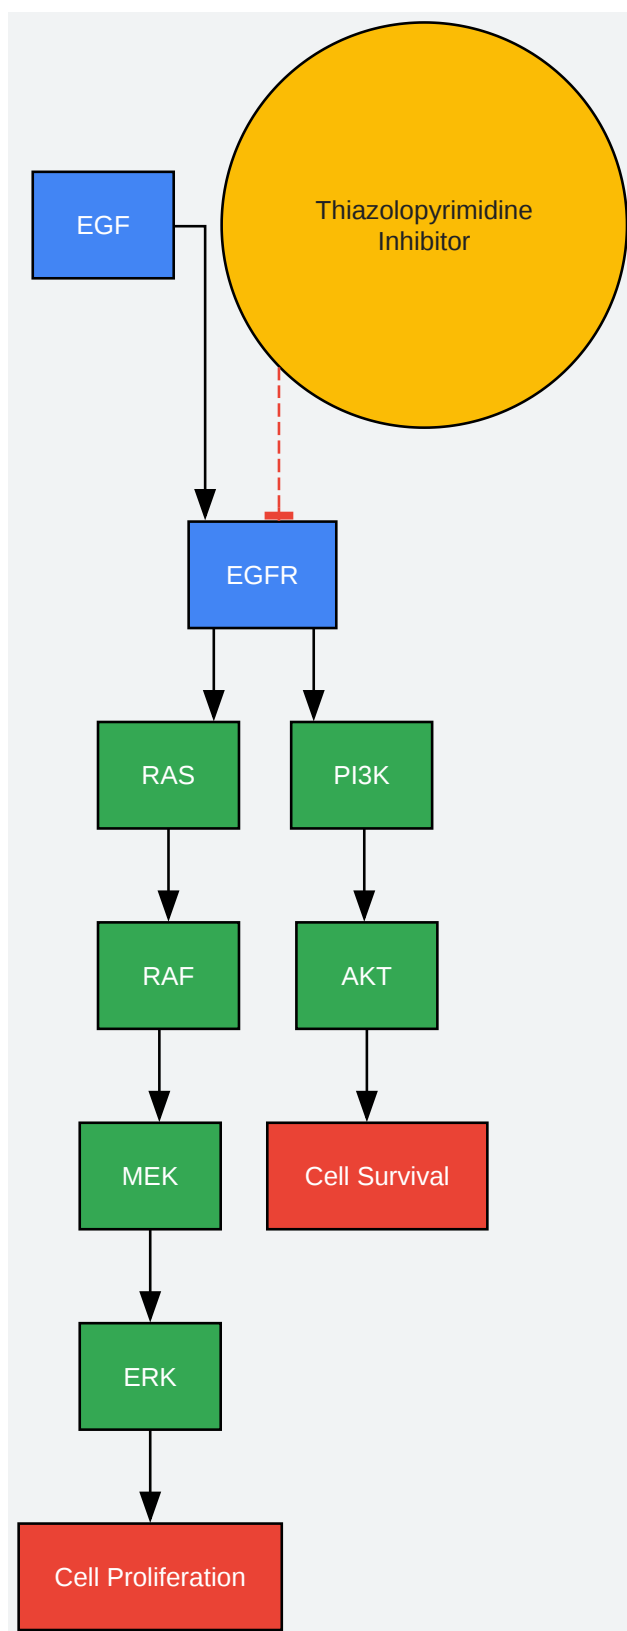 EGF
Thiazolopyrimidine
Inhibitor
EGFR
RAS
PI3K
RAF
AKT
MEK
Cell Survival
ERK
Cell Proliferation